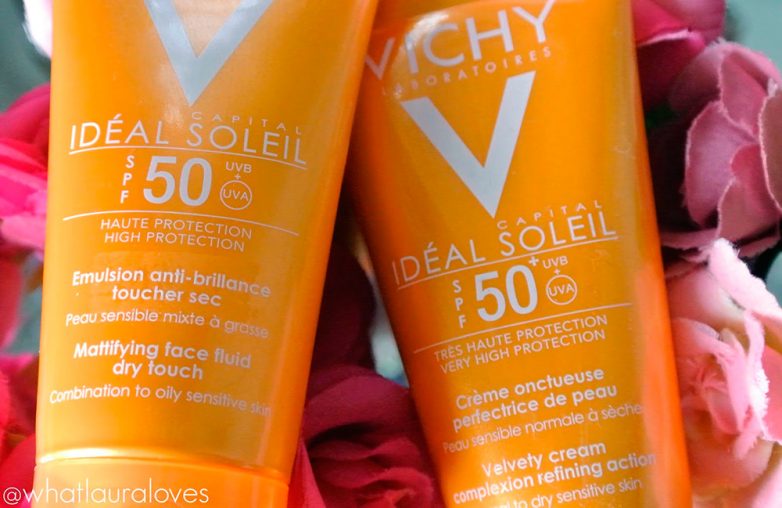 CAPITAL
IDÉAL SOLEIL
SPF 50 UVB + UVA
HAUTE PROTECTION
HIGH PROTECTION
Emulsion anti-brillance
toucher sec
Peau sensible mixte à grasse
Mattifying face fluid
dry touch
Combination to oily sensitive skin
VICHY
LABORATOIRES
CAPITAL
IDÉAL SOLEIL
SPF 50+ UVB + UVA
TRÈS HAUTE PROTECTION
VERY HIGH PROTECTION
Crème onctueuse
perfectrice de peau
Peau sensible normale à sèche
Velvety cream
complexion refining action
to dry sensitive skin
@whatlauraloves